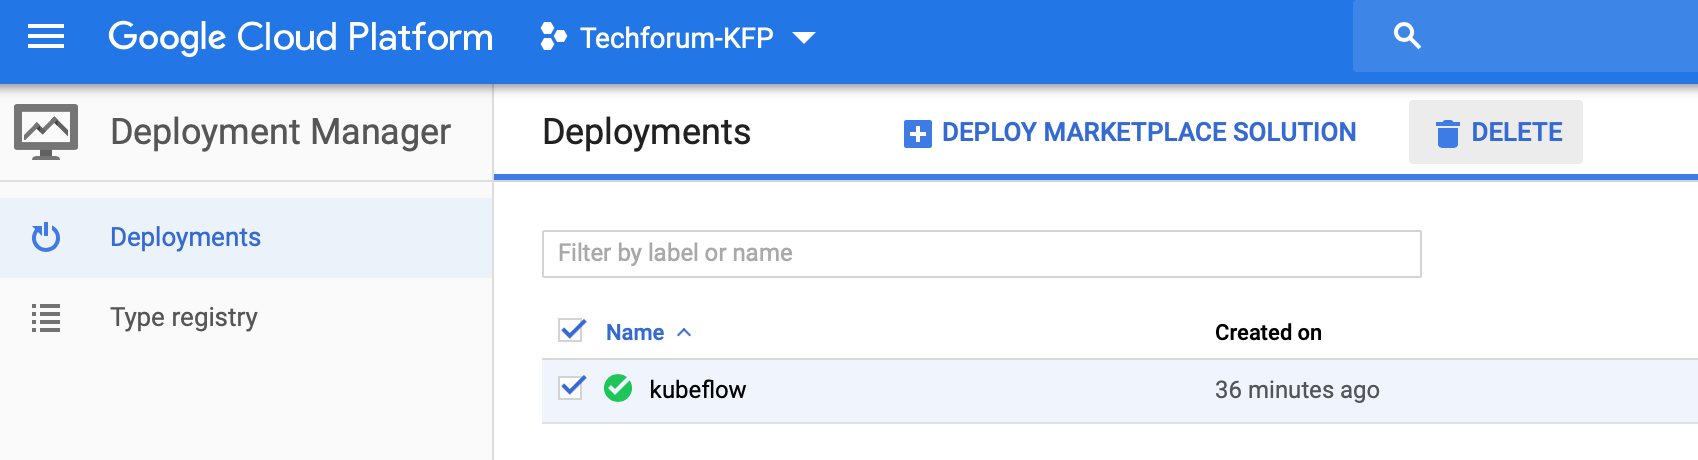 Google Cloud Platform Techforum-KFP
Deployment Manager
Deployments DEPLOY MARKETPLACE SOLUTION DELETE
Deployments
Type registry
Filter by label or name
Name Created on
kubeflow 36 minutes ago